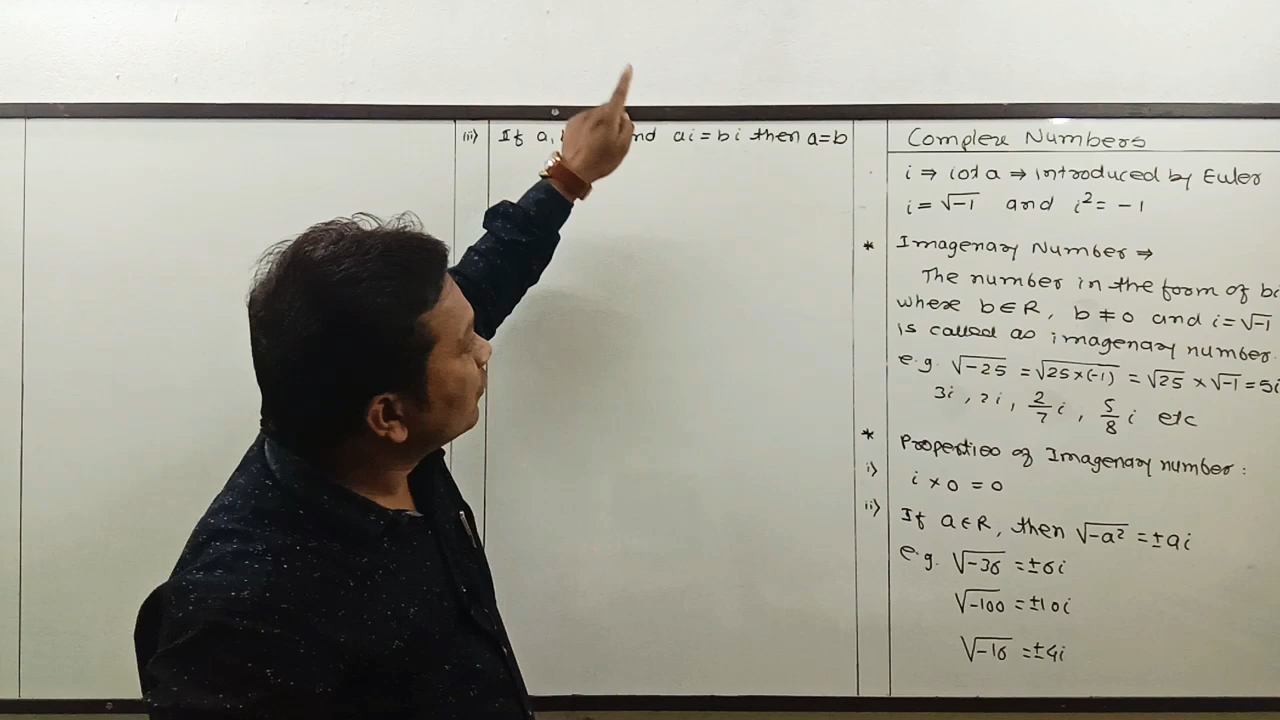 iii) If a, nd ai = bi then a=b
Complex Numbers
i ⇒ iota ⇒ introduced by Euler
i = √-1 and i² = -1
* Imagenary Number ⇒
The number in the form of bi
where b∈R, b≠0 and i=√-1
is called as imagenary number.
e.g. √-25 = √25×(-1) = √25 × √-1 = 5i
3i, 2i, 2/7 i, 5/8 i etc
* Properties of Imagenary number:
i) i × 0 = 0
ii) If a∈R, then √-a² = ±ai
e.g. √-36 = ±6i
√-100 = ±10i
√-16 = ±4i